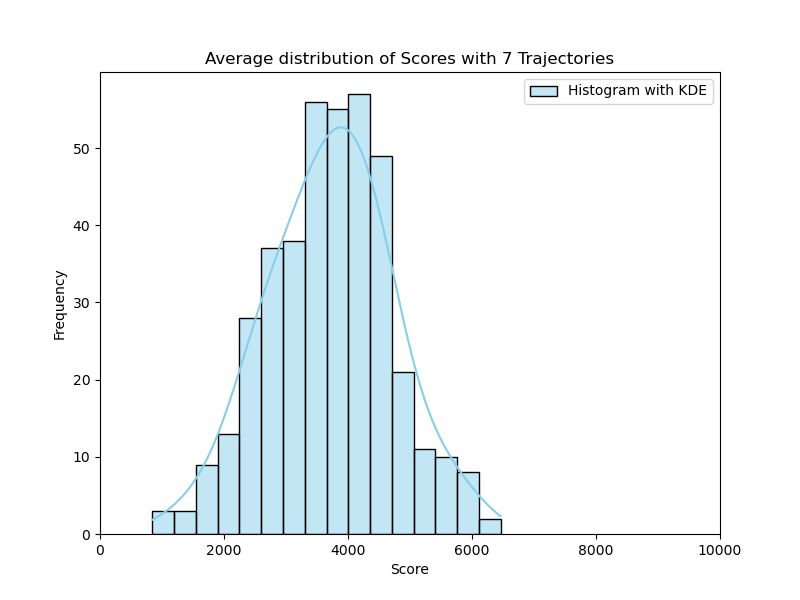 Average distribution of Scores with 7 Trajectories
Histogram with KDE
50
40
30
20
10
0
Frequency
0 2000 4000 6000 8000 10000
Score